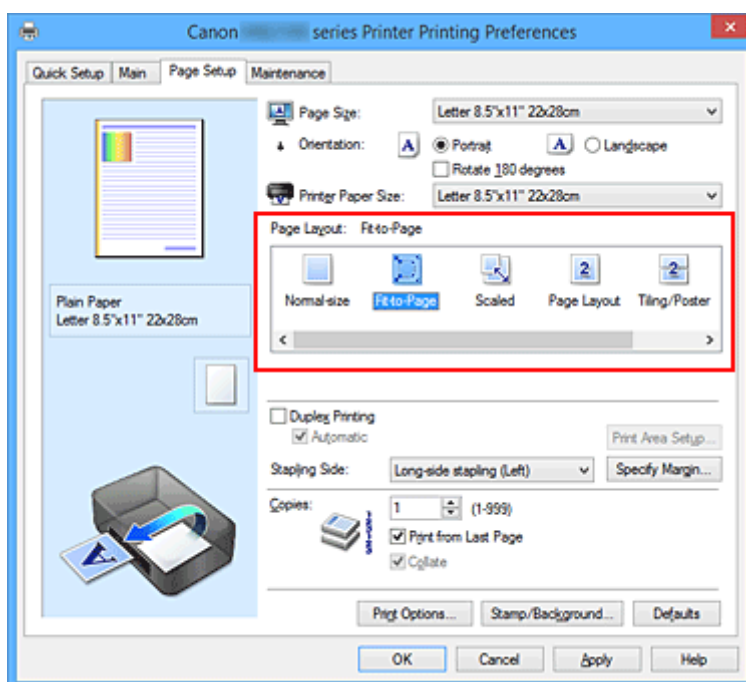 Canon series Printer Printing Preferences
Quick Setup Main Page Setup Maintenance
Page Size: Letter 8.5"x11" 22x28cm
Orientation: A Portrait A Landscape
Rotate 180 degrees
Printer Paper Size: Letter 8.5"x11" 22x28cm
Page Layout: Fit-to-Page
2 2
Normal-size Fit-to-Page Scaled Page Layout Tiling/Poster
Plain Paper
Letter 8.5"x11" 22x28cm
Duplex Printing
Automatic
Print Area Setup...
Stapling Side: Long-side stapling (Left) Specify Margin...
Copies: 1 (1-999)
Print from Last Page
Collate
A
Print Options... Stamp/Background... Defaults
OK Cancel Apply Help